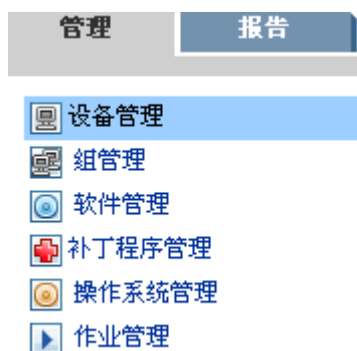 管理 报告
设备管理
组管理
软件管理
补丁程序管理
操作系统管理
作业管理